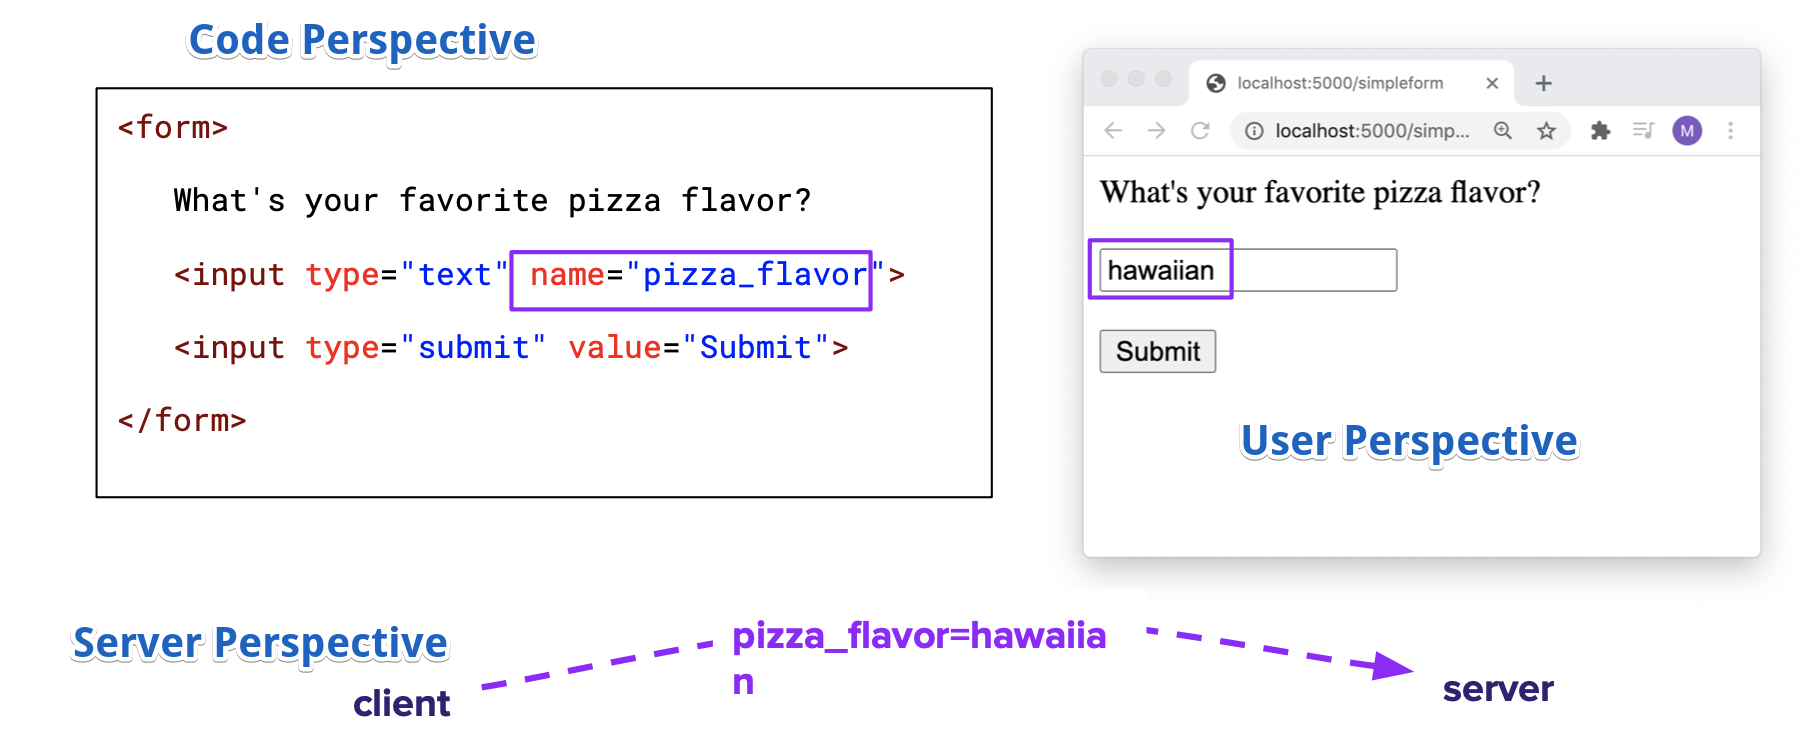 Code Perspective
<form>
What's your favorite pizza flavor?
<input type="text" name="pizza_flavor">
<input type="submit" value="Submit">
</form>
localhost:5000/simpleform
localhost:5000/simp...
M
What's your favorite pizza flavor?
hawaiian
Submit
User Perspective
Server Perspective
client
pizza_flavor=hawaiia
n
server